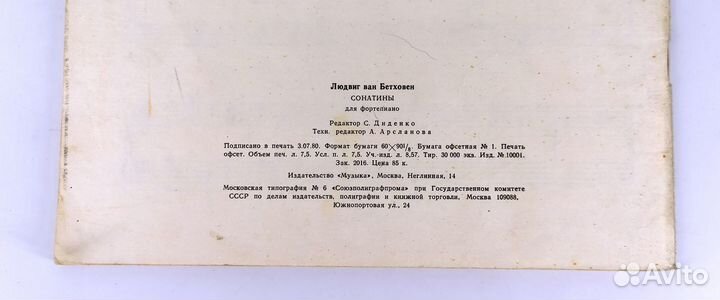 Людвиг ван Бетховен
СОНАТИНЫ
для фортепиано
Редактор С. Диденко
Техн. редактор А. Арсланова
Подписано в печать 3.07.80. Формат бумаги 60×90 1/8. Бумага офсетная № 1. Печать
офсет. Объем печ. л. 7,5. Усл. п. л. 7,5. Уч.-изд. л. 8,57. Тир. 30 000 экз. Изд. № 10001.
Зак. 2016. Цена 85 к.
Издательство «Музыка», Москва, Неглинная, 14
Московская типография № 6 «Союзполиграфпрома» при Государственном комитете
СССР по делам издательств, полиграфии и книжной торговли. Москва 109088,
Южнопортовая ул., 24
Avito